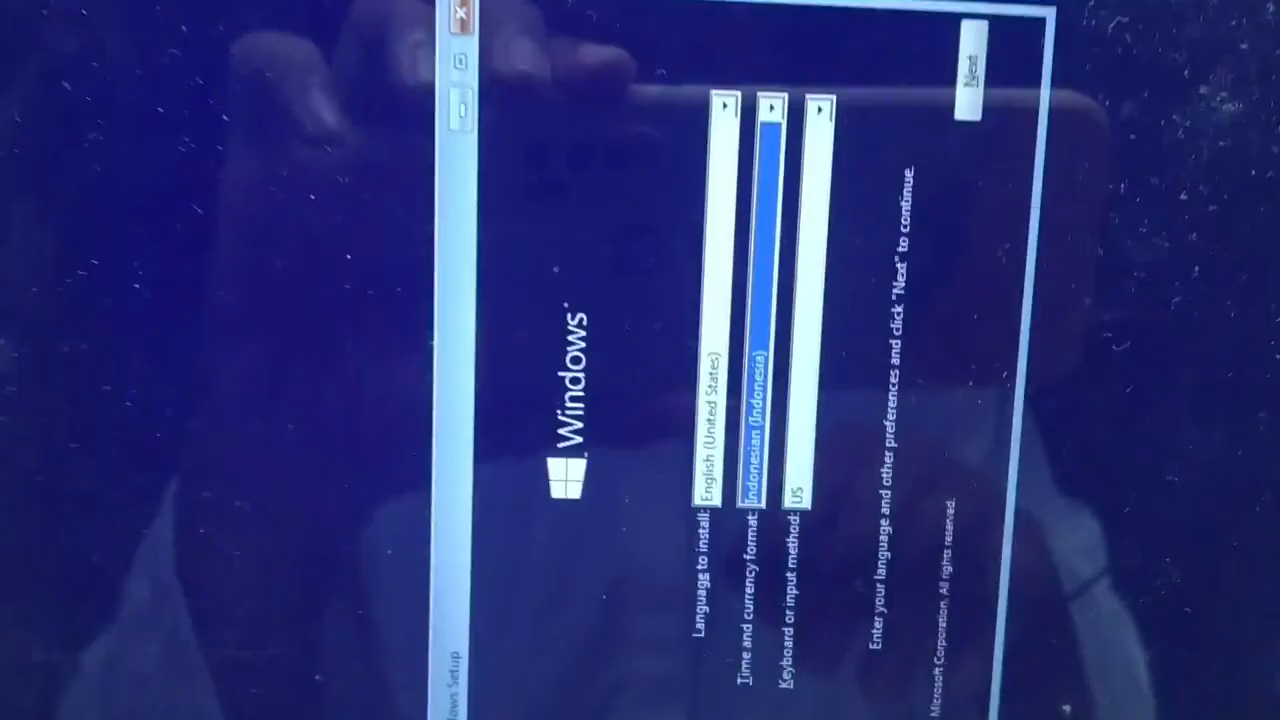 Windows
Language to install: English (United States)
Time and currency format: Indonesian (Indonesia)
Keyboard or input method: US
Enter your language and other preferences and click "Next" to continue.
Microsoft Corporation. All rights reserved.
Next
Setup